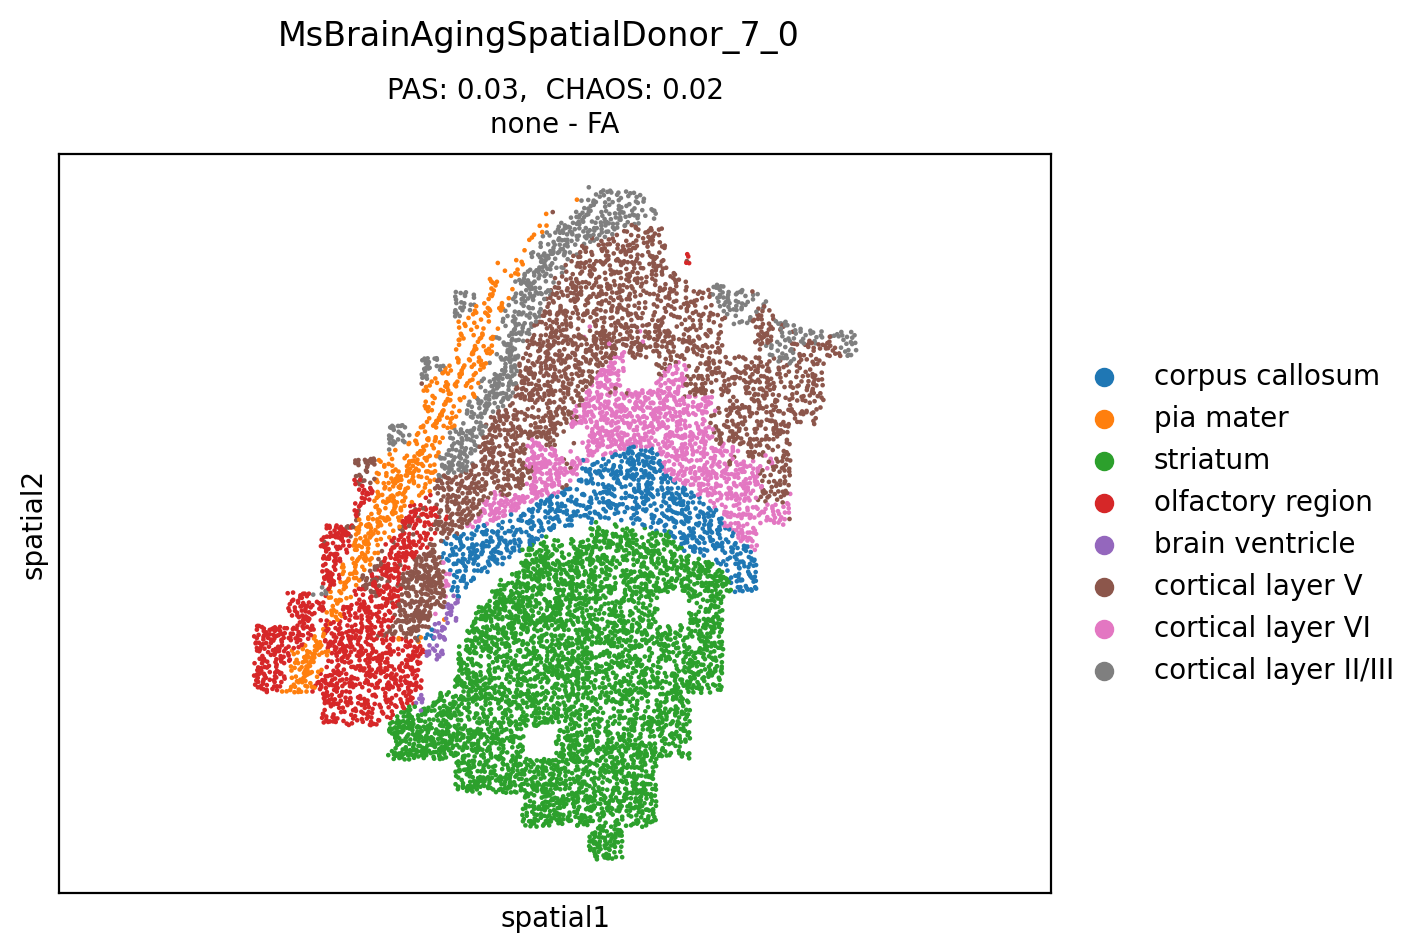 MsBrainAgingSpatialDonor_7_0
PAS: 0.03,  CHAOS: 0.02
none - FA
spatial2
spatial1
corpus callosum
pia mater
striatum
olfactory region
brain ventricle
cortical layer V
cortical layer VI
cortical layer II/III